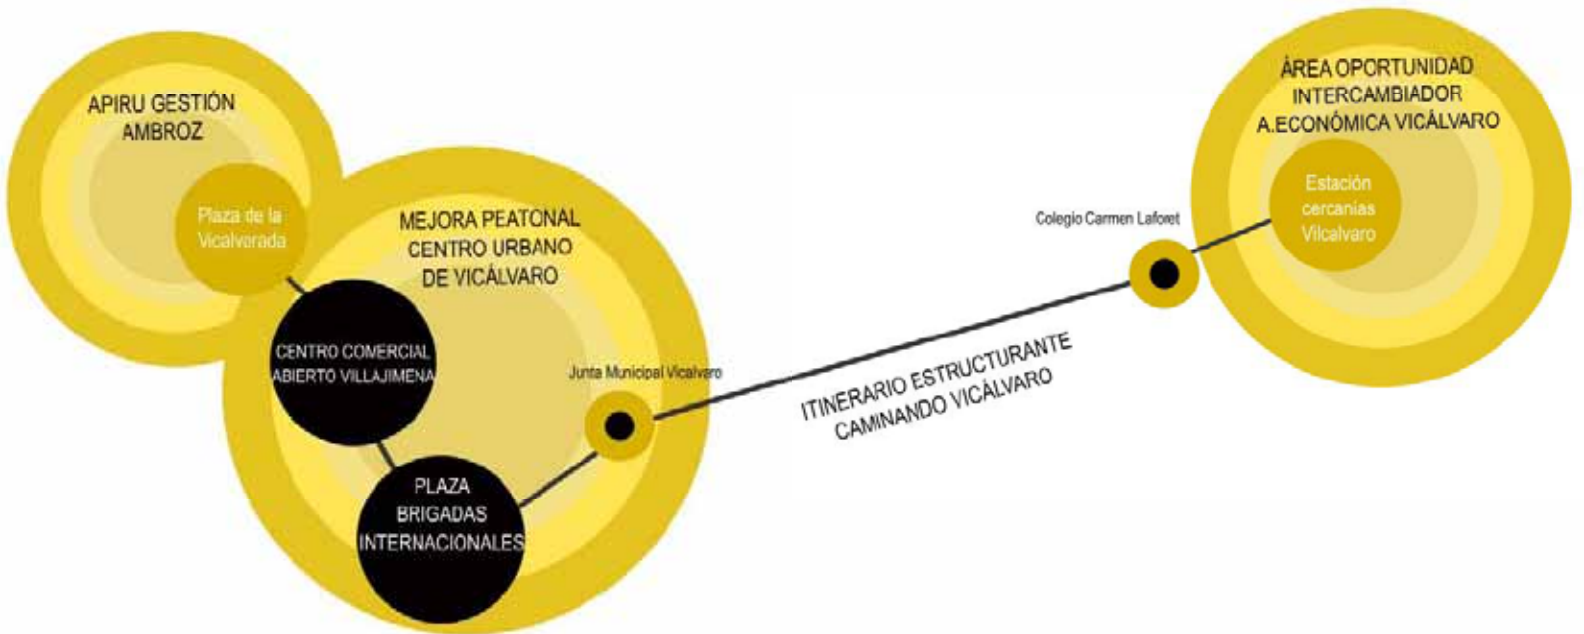 APIRU GESTIÓN
AMBROZ
Plaza de la
Vicalvarada
MEJORA PEATONAL
CENTRO URBANO
DE VICÁLVARO
CENTRO COMERCIAL
ABIERTO VILLAJIMENA
PLAZA
BRIGADAS
INTERNACIONALES
Junta Municipal Vicalvaro
ITINERARIO ESTRUCTURANTE
CAMINANDO VICÁLVARO
Colegio Carmen Laforet
ÁREA OPORTUNIDAD
INTERCAMBIADOR
A.ECONÓMICA VICÁLVARO
Estación
cercanías
Vilcalvaro